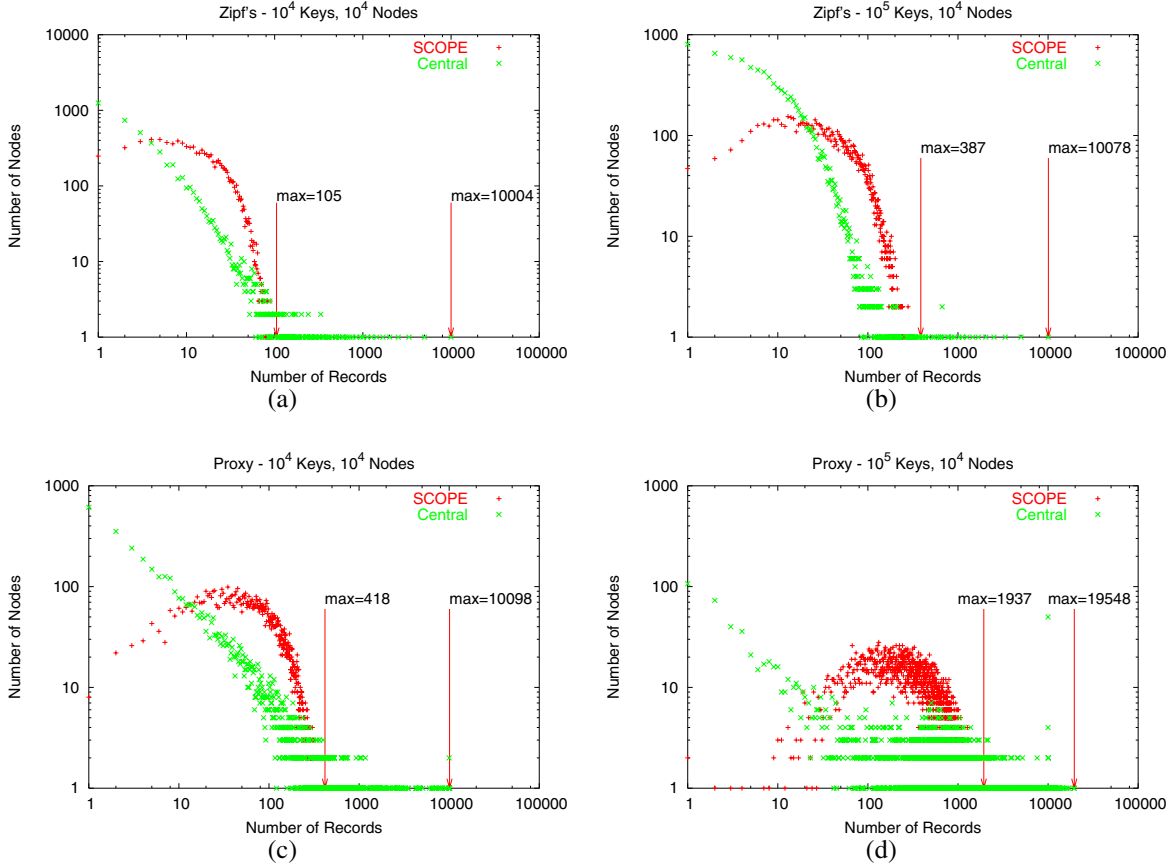 Zipf's - 10^4 Keys, 10^4 Nodes
10000
1000
100
10
1
Number of Nodes
SCOPE
Central
max=105
max=10004
1 10 100 1000 10000 100000
Number of Records
(a)
Zipf's - 10^5 Keys, 10^4 Nodes
1000
100
10
1
Number of Nodes
SCOPE
Central
max=387
max=10078
1 10 100 1000 10000 100000
Number of Records
(b)
Proxy - 10^4 Keys, 10^4 Nodes
1000
100
10
1
Number of Nodes
SCOPE
Central
max=418
max=10098
1 10 100 1000 10000 100000
Number of Records
(c)
Proxy - 10^5 Keys, 10^4 Nodes
1000
100
10
1
Number of Nodes
SCOPE
Central
max=1937
max=19548
1 10 100 1000 10000 100000
Number of Records
(d)